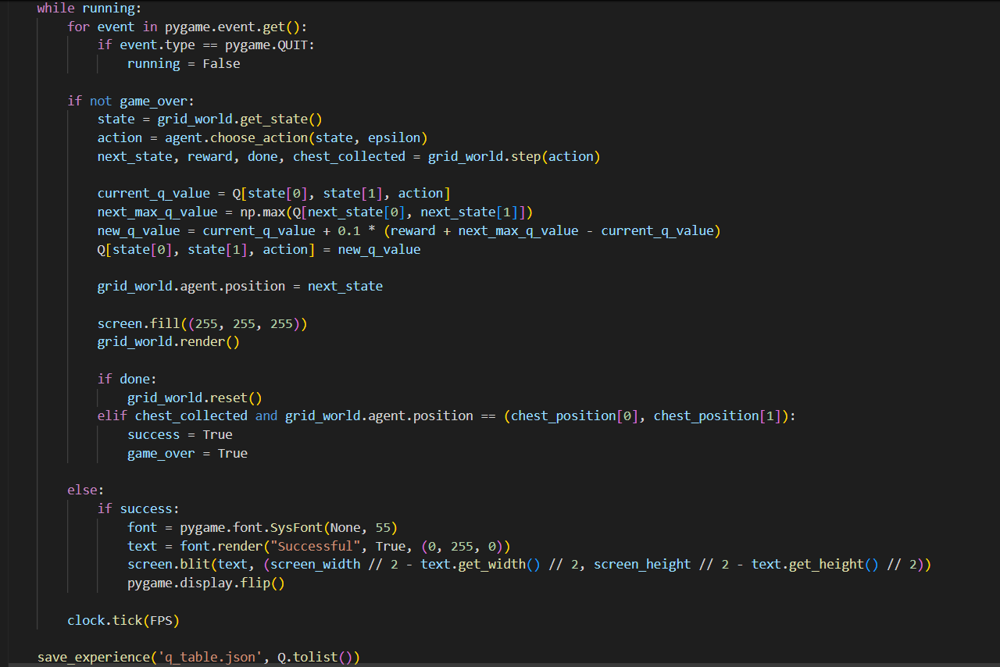 while running:
    for event in pygame.event.get():
        if event.type == pygame.QUIT:
            running = False

    if not game_over:
        state = grid_world.get_state()
        action = agent.choose_action(state, epsilon)
        next_state, reward, done, chest_collected = grid_world.step(action)

        current_q_value = Q[state[0], state[1], action]
        next_max_q_value = np.max(Q[next_state[0], next_state[1]])
        new_q_value = current_q_value + 0.1 * (reward + next_max_q_value - current_q_value)
        Q[state[0], state[1], action] = new_q_value

        grid_world.agent.position = next_state

        screen.fill((255, 255, 255))
        grid_world.render()

        if done:
            grid_world.reset()
        elif chest_collected and grid_world.agent.position == (chest_position[0], chest_position[1]):
            success = True
            game_over = True

    else:
        if success:
            font = pygame.font.SysFont(None, 55)
            text = font.render("Successful", True, (0, 255, 0))
            screen.blit(text, (screen_width // 2 - text.get_width() // 2, screen_height // 2 - text.get_height() // 2))
            pygame.display.flip()

    clock.tick(FPS)

save_experience('q_table.json', Q.tolist())